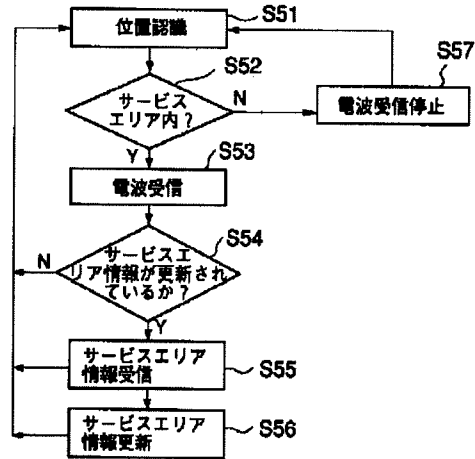 S51
位置認識
S52
サービス
エリア内?
N
S57
電波受信停止
Y
S53
電波受信
S54
サービスエ
リア情報が更新され
ているか?
N
Y
サービスエリア
情報受信
S55
サービスエリア
情報更新
S56